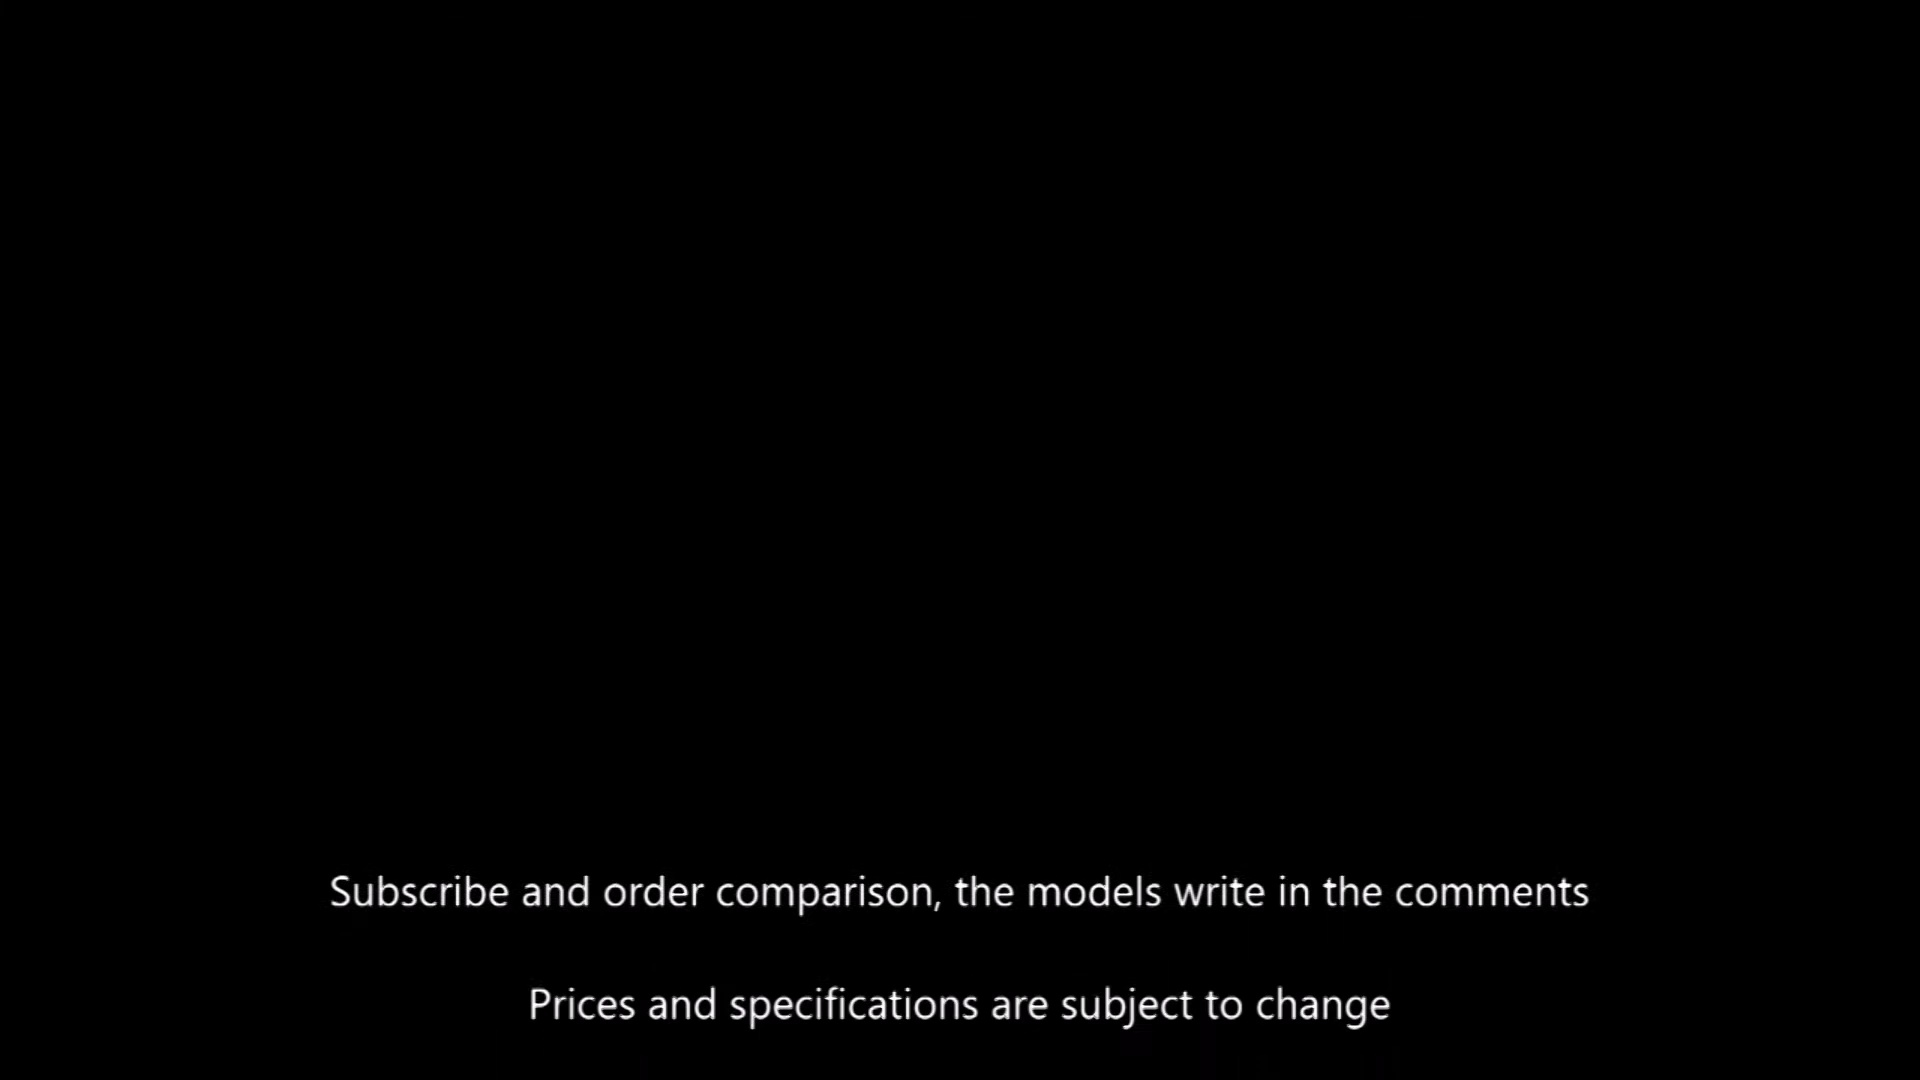 Subscribe and order comparison, the models write in the comments
Prices and specifications are subject to change